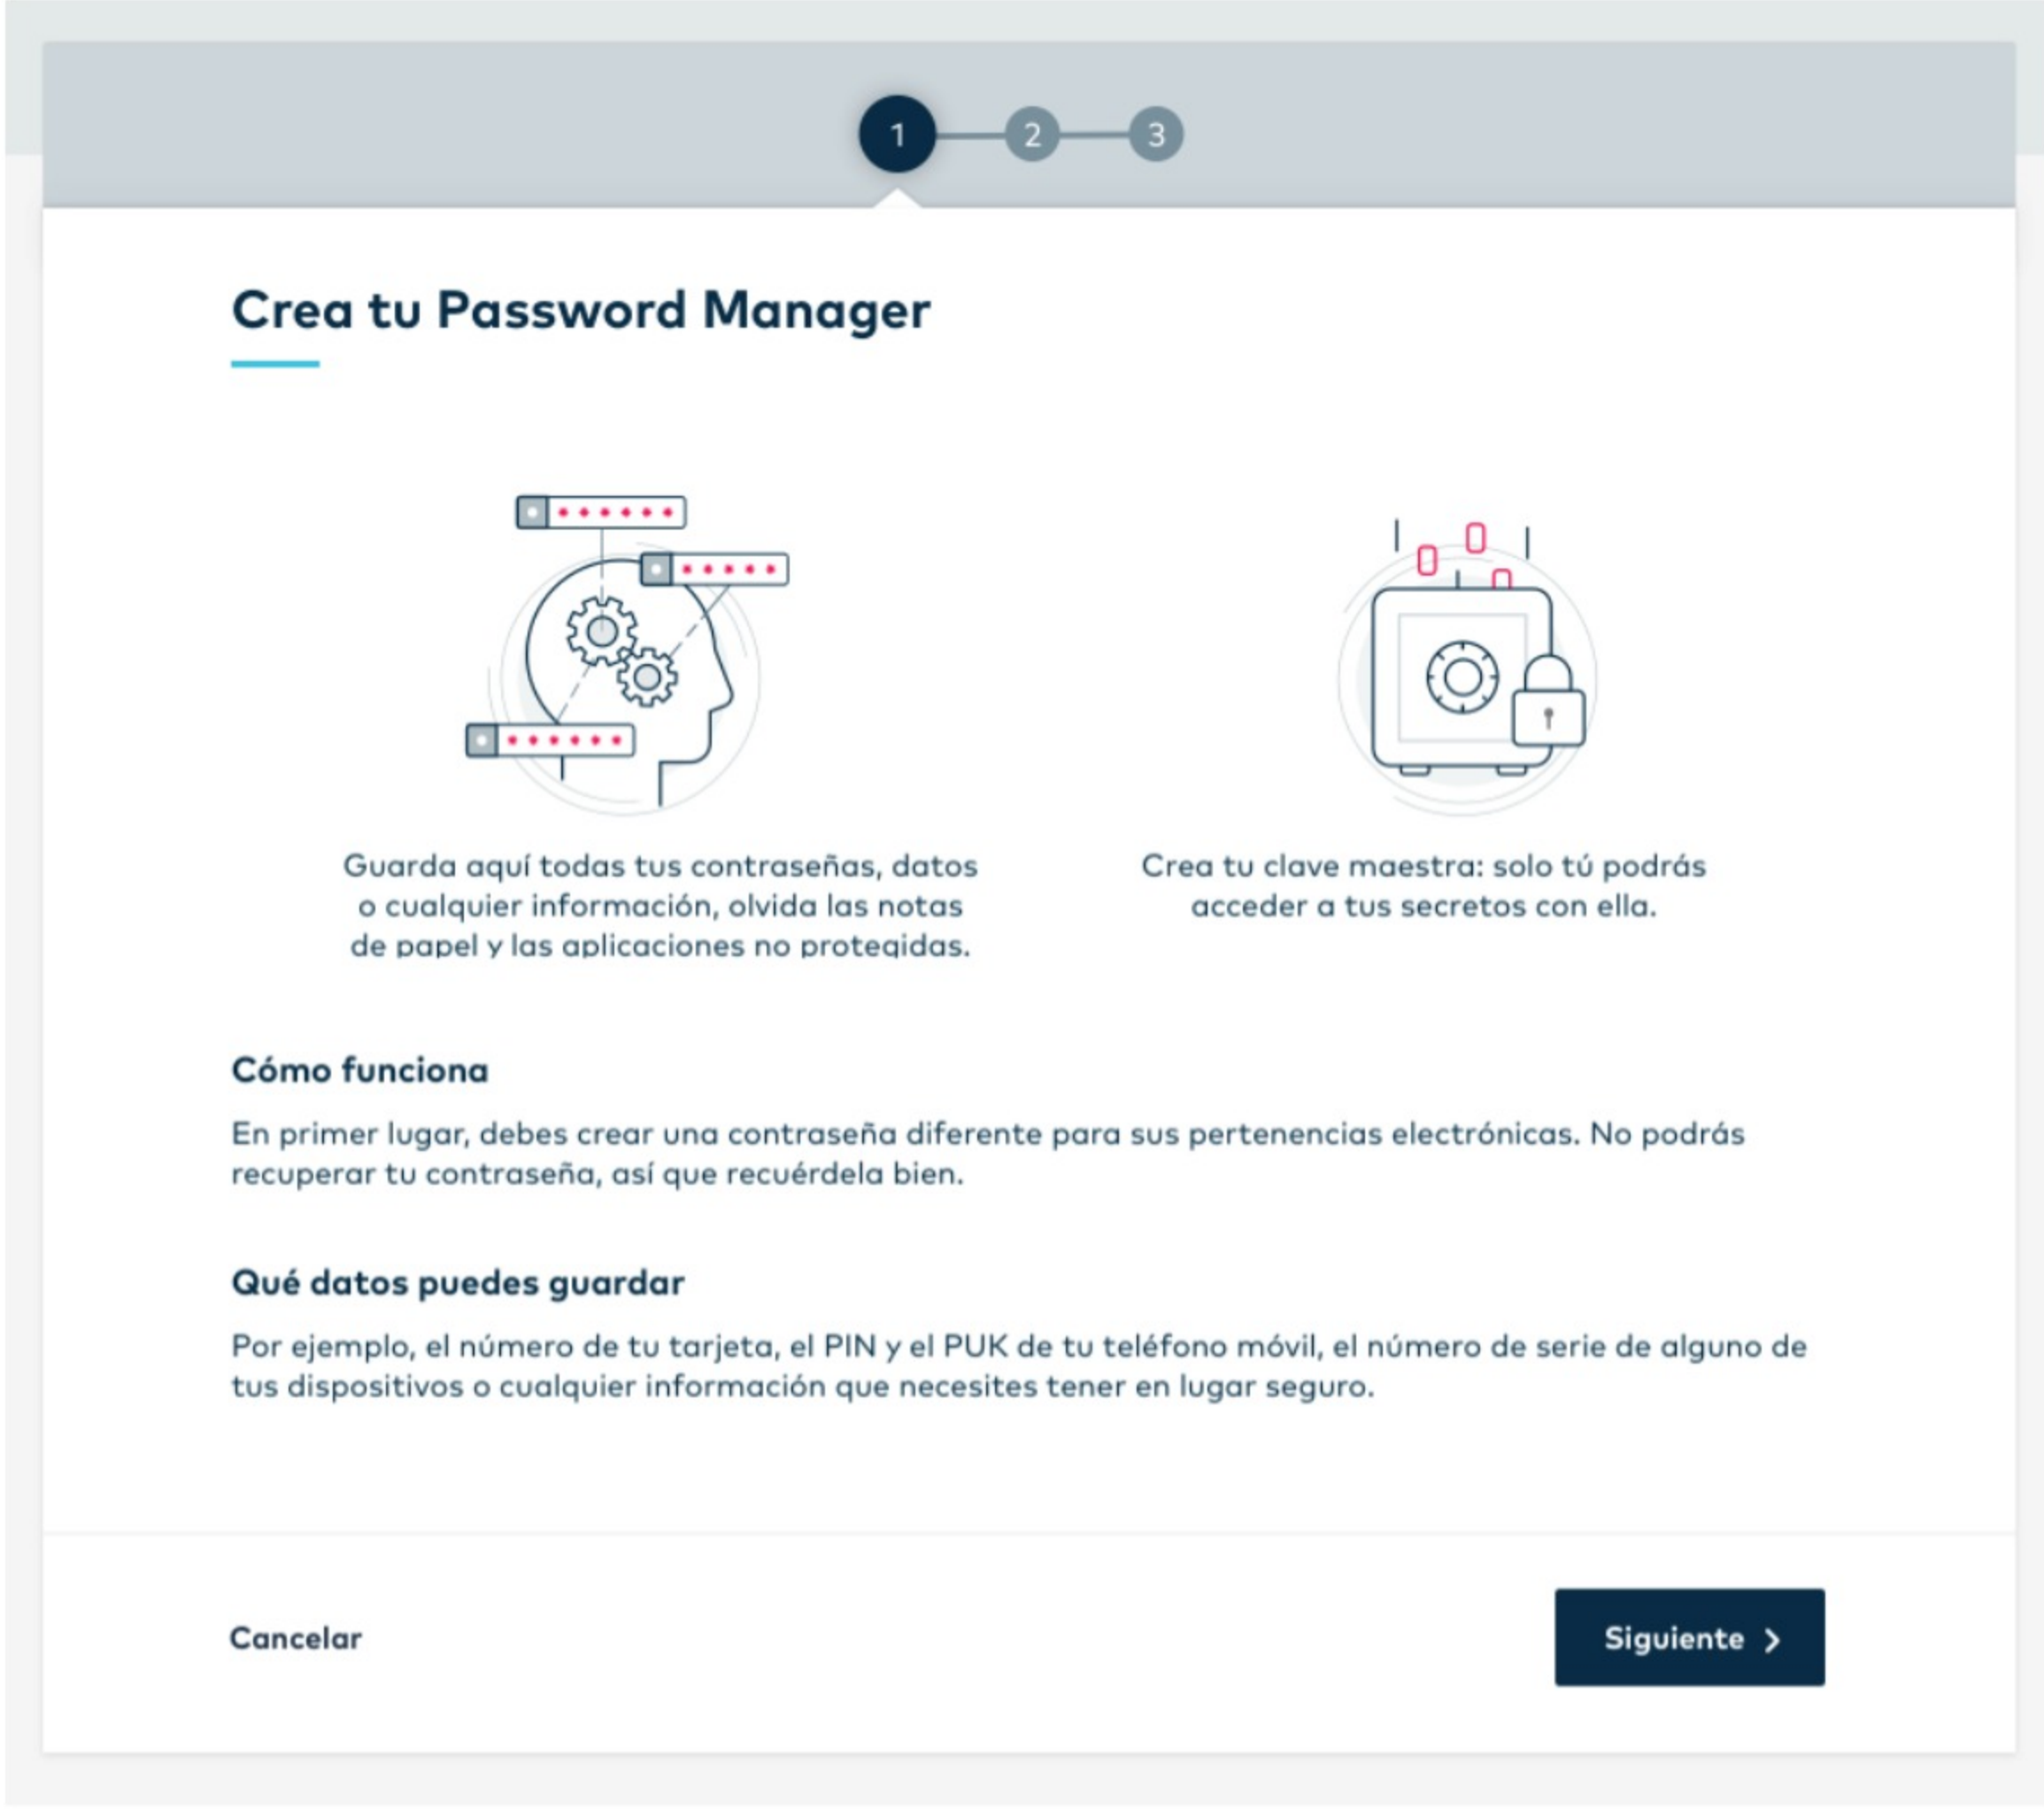 1 2 3
Crea tu Password Manager
Guarda aquí todas tus contraseñas, datos
o cualquier información, olvida las notas
de papel y las aplicaciones no protegidas.
Crea tu clave maestra: solo tú podrás
acceder a tus secretos con ella.
Cómo funciona
En primer lugar, debes crear una contraseña diferente para sus pertenencias electrónicas. No podrás
recuperar tu contraseña, así que recuérdela bien.
Qué datos puedes guardar
Por ejemplo, el número de tu tarjeta, el PIN y el PUK de tu teléfono móvil, el número de serie de alguno de
tus dispositivos o cualquier información que necesites tener en lugar seguro.
Cancelar
Siguiente